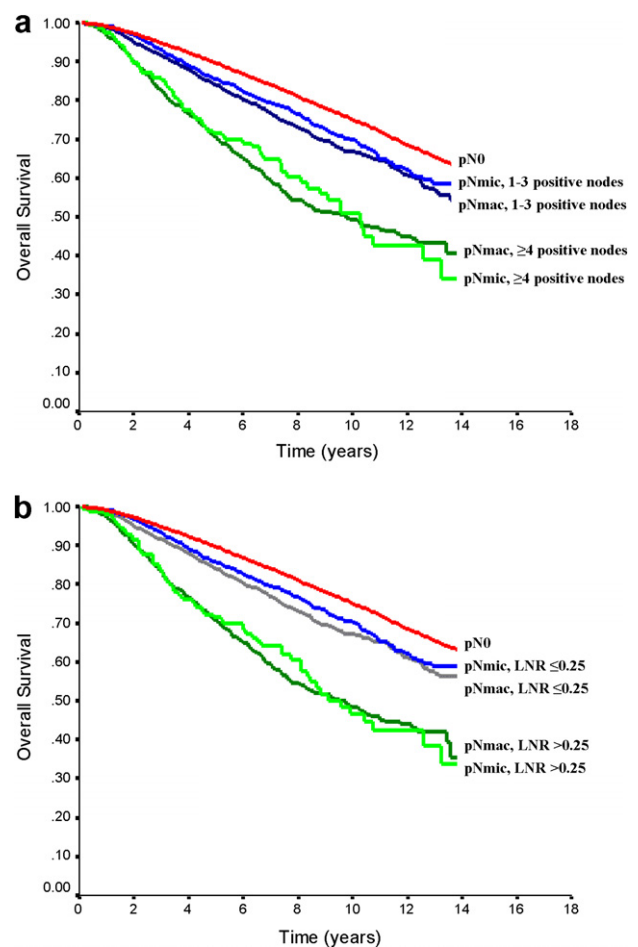 a
1.00
.90
.80
.70
.60
.50
.40
.30
.20
.10
0.00
Overall Survival
pN0
pNmic, 1-3 positive nodes
pNmac, 1-3 positive nodes
pNmac, ≥4 positive nodes
pNmic, ≥4 positive nodes
0 2 4 6 8 10 12 14 16 18
Time (years)
b
1.00
.90
.80
.70
.60
.50
.40
.30
.20
.10
0.00
Overall Survival
pN0
pNmic, LNR ≤0.25
pNmac, LNR ≤0.25
pNmac, LNR >0.25
pNmic, LNR >0.25
0 2 4 6 8 10 12 14 16 18
Time (years)